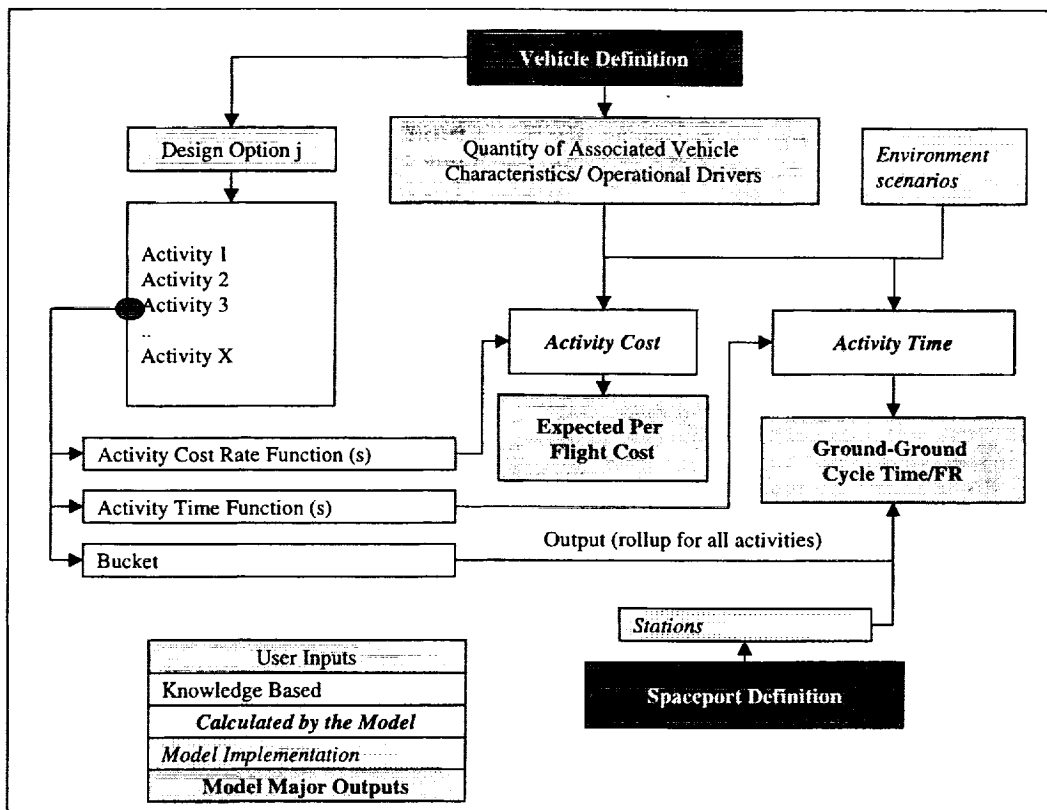 Vehicle Definition
Design Option j
Quantity of Associated Vehicle
Characteristics/ Operational Drivers
Environment
scenarios
Activity 1
Activity 2
Activity 3
..
Activity X
Activity Cost
Activity Time
Expected Per
Flight Cost
Ground-Ground
Cycle Time/FR
Activity Cost Rate Function (s)
Activity Time Function (s)
Bucket
Output (rollup for all activities)
Stations
Spaceport Definition
User Inputs
Knowledge Based
Calculated by the Model
Model Implementation
Model Major Outputs